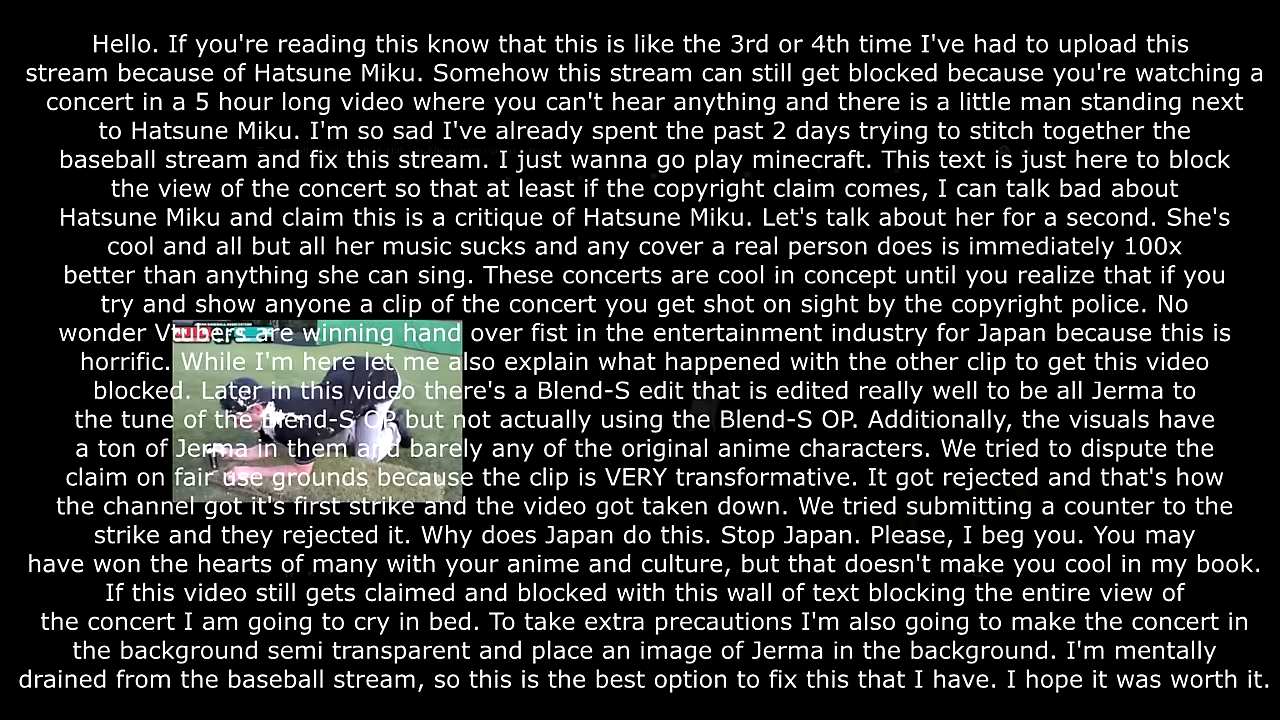 Hello. If you're reading this know that this is like the 3rd or 4th time I've had to upload this
stream because of Hatsune Miku. Somehow this stream can still get blocked because you're watching a
concert in a 5 hour long video where you can't hear anything and there is a little man standing next
to Hatsune Miku. I'm so sad I've already spent the past 2 days trying to stitch together the
baseball stream and fix this stream. I just wanna go play minecraft. This text is just here to block
the view of the concert so that at least if the copyright claim comes, I can talk bad about
Hatsune Miku and claim this is a critique of Hatsune Miku. Let's talk about her for a second. She's
cool and all but all her music sucks and any cover a real person does is immediately 100x
better than anything she can sing. These concerts are cool in concept until you realize that if you
try and show anyone a clip of the concert you get shot on sight by the copyright police. No
wonder Vtubers are winning hand over fist in the entertainment industry for Japan because this is
horrific. While I'm here let me also explain what happened with the other clip to get this video
blocked. Later in this video there's a Blend-S edit that is edited really well to be all Jerma to
the tune of the Blend-S OP but not actually using the Blend-S OP. Additionally, the visuals have
a ton of Jerma in them and barely any of the original anime characters. We tried to dispute the
claim on fair use grounds because the clip is VERY transformative. It got rejected and that's how
the channel got it's first strike and the video got taken down. We tried submitting a counter to the
strike and they rejected it. Why does Japan do this. Stop Japan. Please, I beg you. You may
have won the hearts of many with your anime and culture, but that doesn't make you cool in my book.
If this video still gets claimed and blocked with this wall of text blocking the entire view of
the concert I am going to cry in bed. To take extra precautions I'm also going to make the concert in
the background semi transparent and place an image of Jerma in the background. I'm mentally
drained from the baseball stream, so this is the best option to fix this that I have. I hope it was worth it.